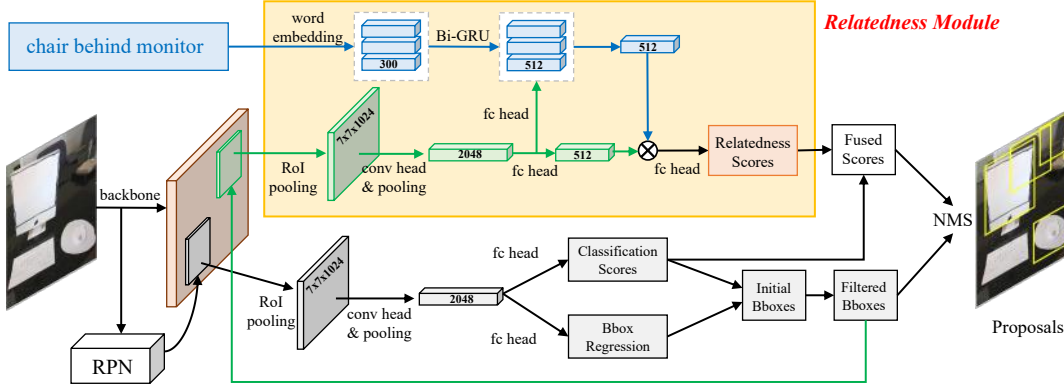 Relatedness Module
chair behind monitor
word
embedding
300
Bi-GRU
512
512
fc head
7x7x1024
RoI
pooling
conv head
& pooling
2048
fc head
512
fc head
Relatedness
Scores
Fused
Scores
backbone
RPN
RoI
pooling
7x7x1024
conv head
& pooling
2048
fc head
Classification
Scores
fc head
Bbox
Regression
Initial
Bboxes
Filtered
Bboxes
NMS
Proposals